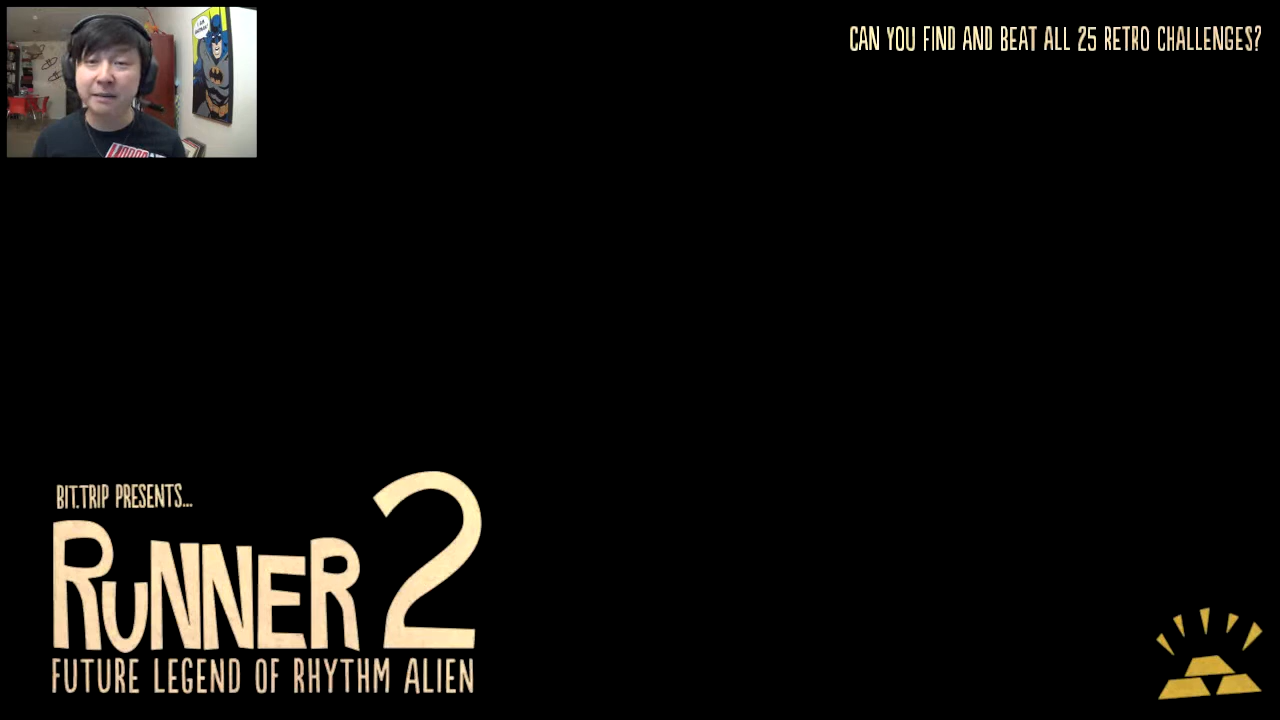 CAN YOU FIND AND BEAT ALL 25 RETRO CHALLENGES?
BIT.TRIP PRESENTS...
RUNNER 2
FUTURE LEGEND OF RHYTHM ALIEN